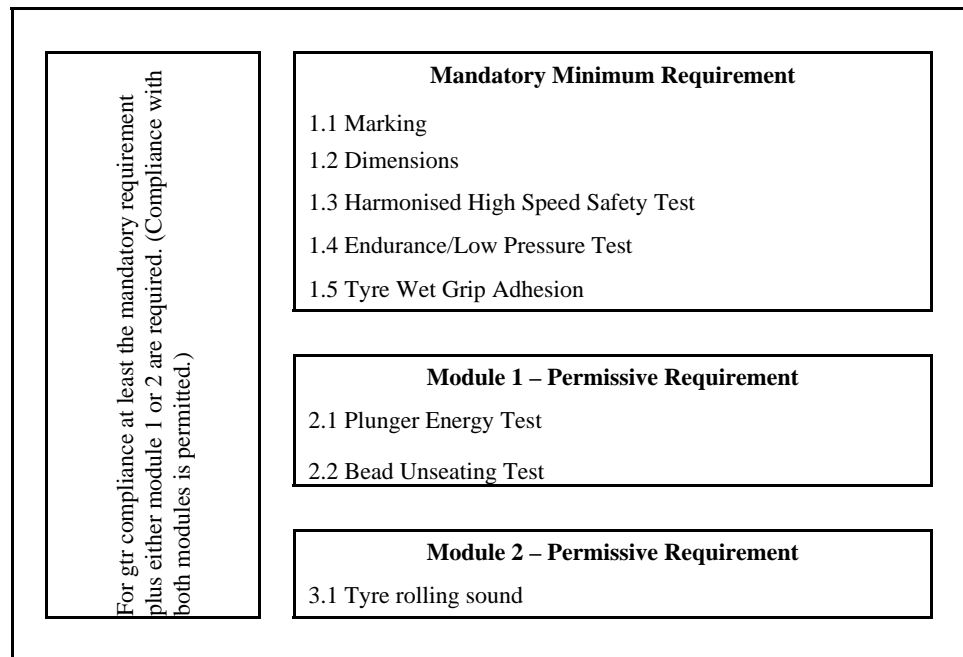 For gtr compliance at least the mandatory requirement
plus either module 1 or 2 are required. (Compliance with
both modules is permitted.)
Mandatory Minimum Requirement
1.1 Marking
1.2 Dimensions
1.3 Harmonised High Speed Safety Test
1.4 Endurance/Low Pressure Test
1.5 Tyre Wet Grip Adhesion
Module 1 – Permissive Requirement
2.1 Plunger Energy Test
2.2 Bead Unseating Test
Module 2 – Permissive Requirement
3.1 Tyre rolling sound